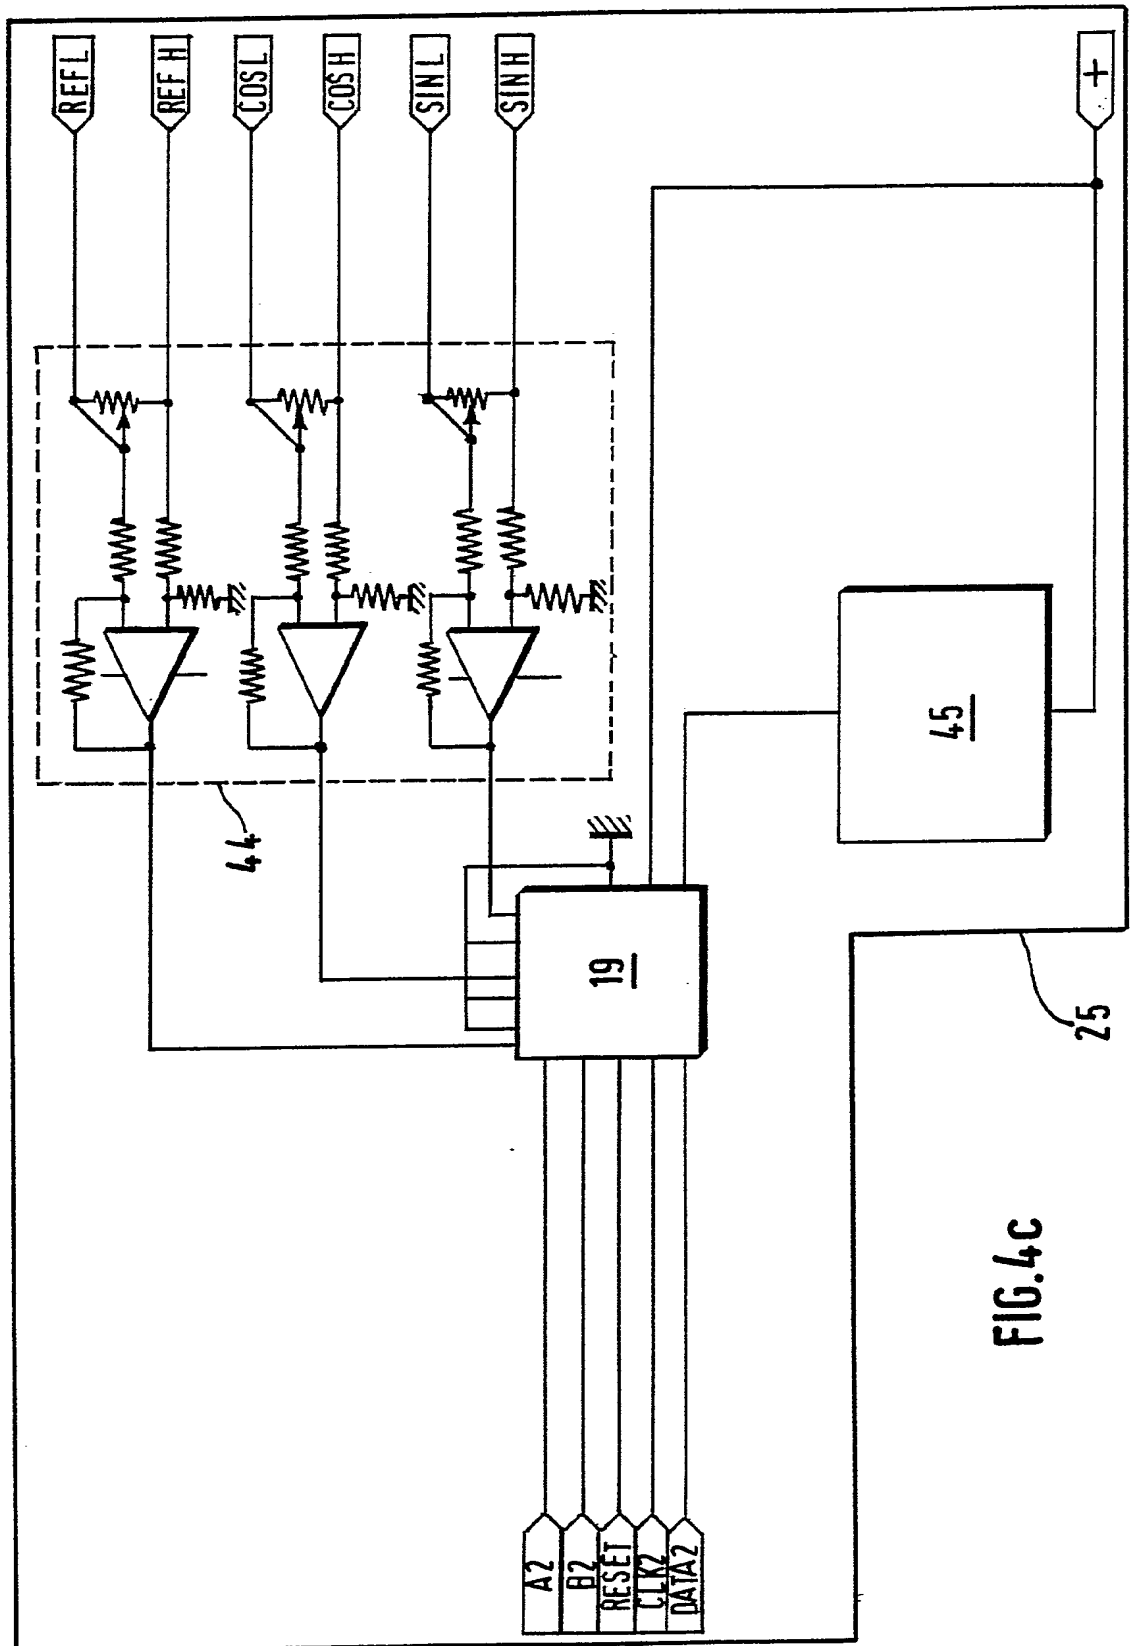 REF L
REF H
COS L
COS H
SIN L
SIN H
+
44
45
19
25
A2
B2
RESET
CLK2
DATA2
FIG.4c